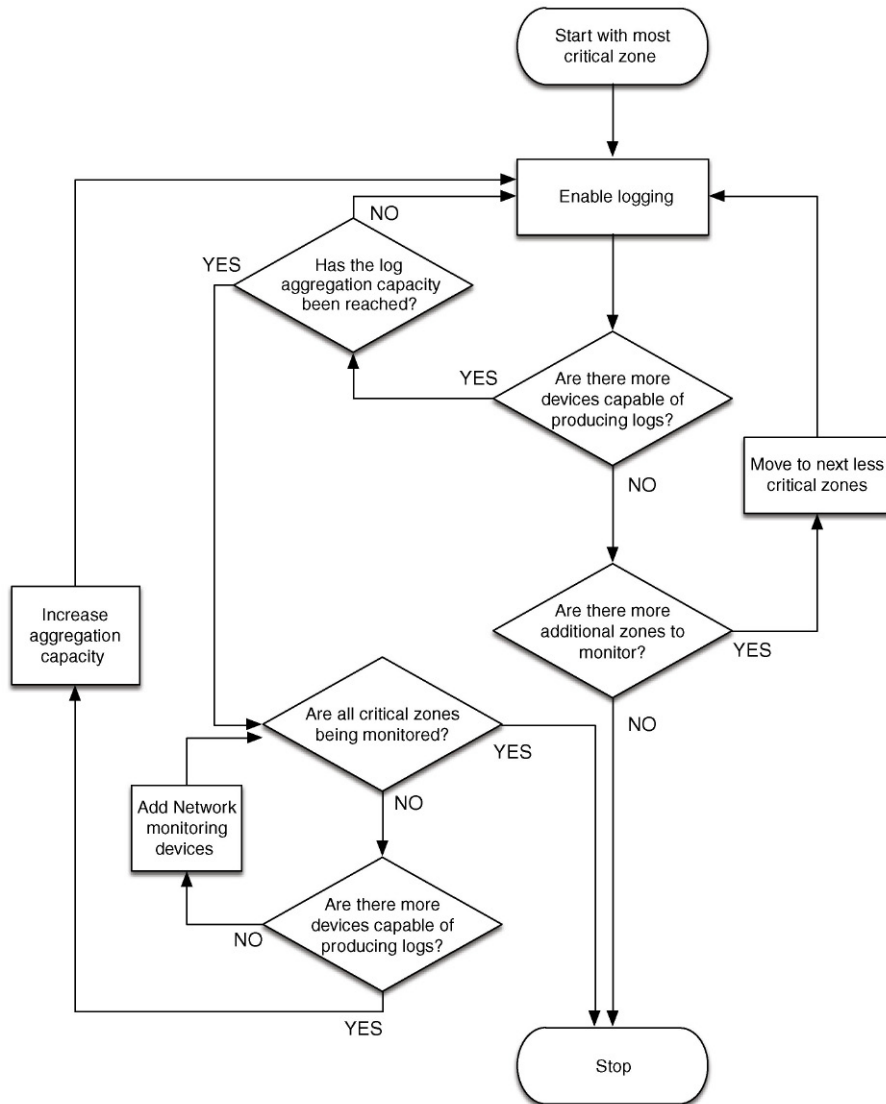 Start with most
critical zone
Enable logging
NO
YES
Has the log
aggregation capacity
been reached?
YES
Are there more
devices capable of
producing logs?
NO
Move to next less
critical zones
Increase
aggregation
capacity
Are there more
additional zones to
monitor?
YES
NO
Are all critical zones
being monitored?
YES
NO
Add Network
monitoring
devices
Are there more
devices capable of
producing logs?
NO
YES
Stop